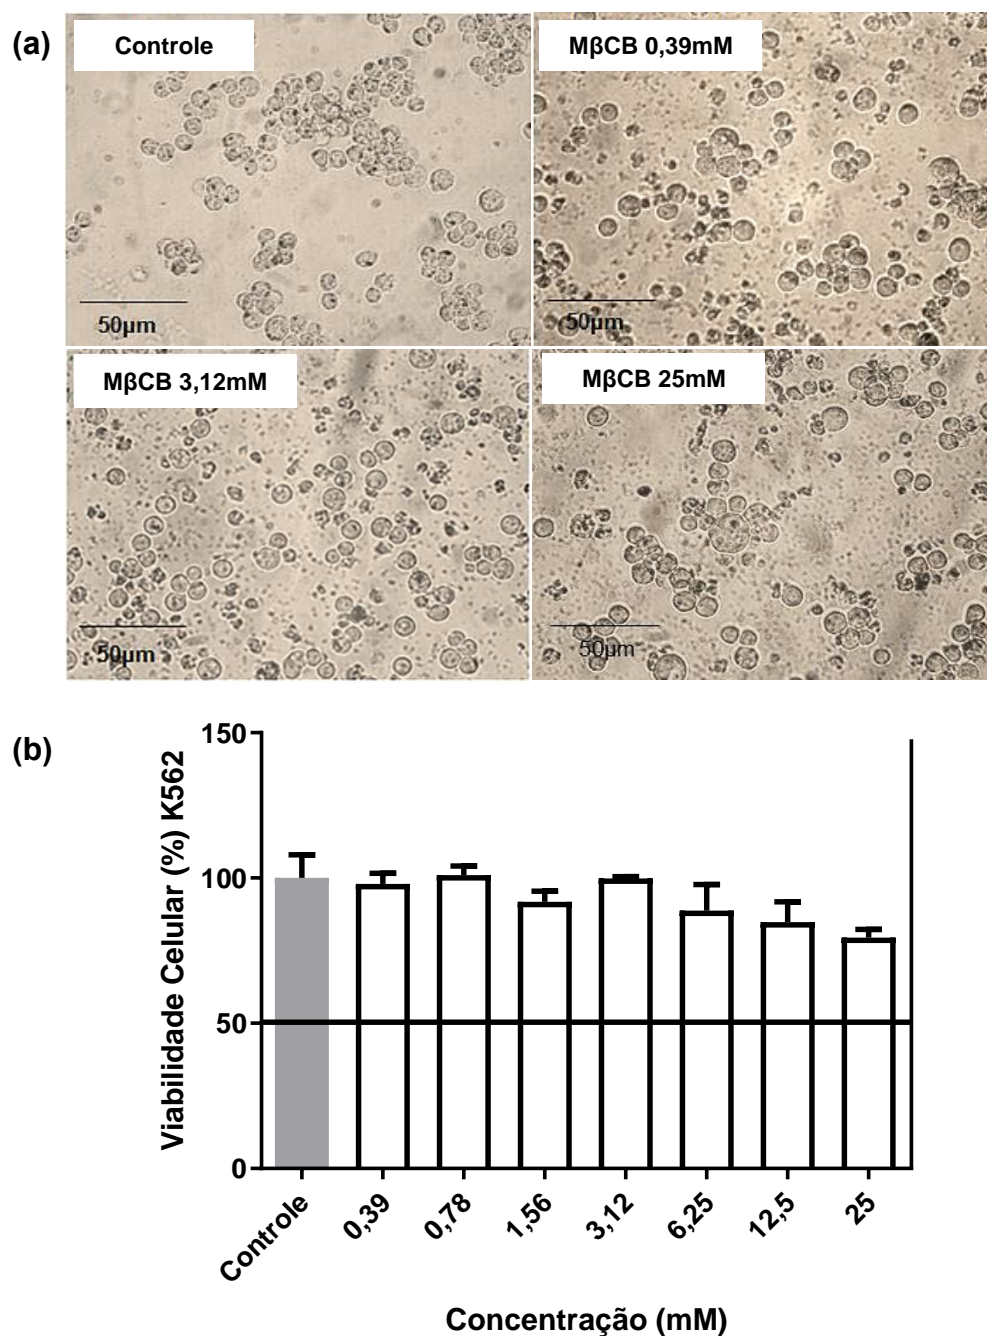 (a)
Controle
MβCB 0,39mM
50µm
50µm
MβCB 3,12mM
MβCB 25mM
50µm
50µm
(b)
Viabilidade Celular (%) K562
150
100
50
0
Controle
0,39
0,78
1,56
3,12
6,25
12,5
25
Concentração (mM)